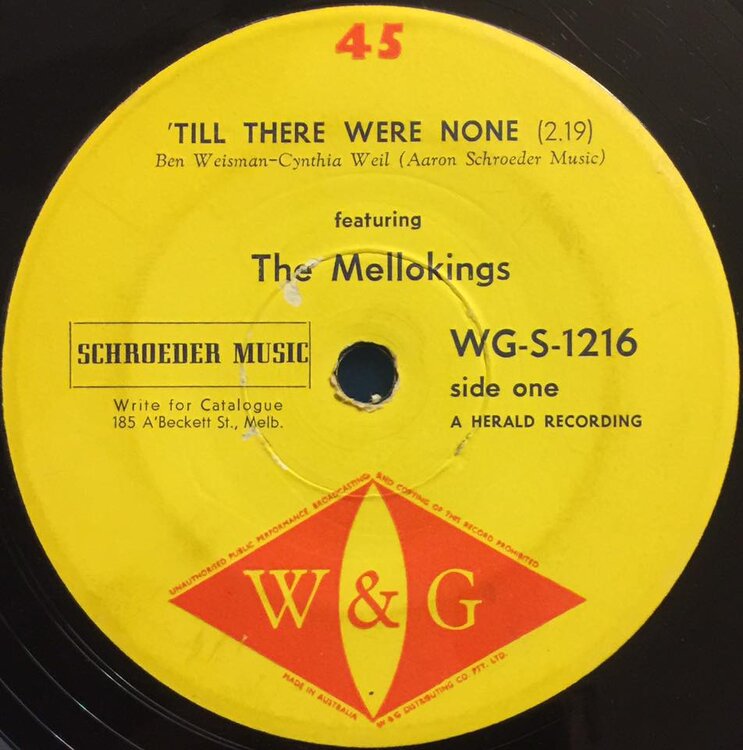 45
'TILL THERE WERE NONE (2.19)
Ben Weisman-Cynthia Weil (Aaron Schroeder Music)
featuring
The Mellokings
SCHROEDER MUSIC
Write for Catalogue
185 A'Beckett St., Melb.
WG-S-1216
side one
A HERALD RECORDING
UNAUTHORISED PUBLIC PERFORMANCE, BROADCASTING AND COPYING OF THIS RECORD PROHIBITED
W & G
MADE IN AUSTRALIA
BY W&G DISTRIBUTING CO. PTY. LTD.